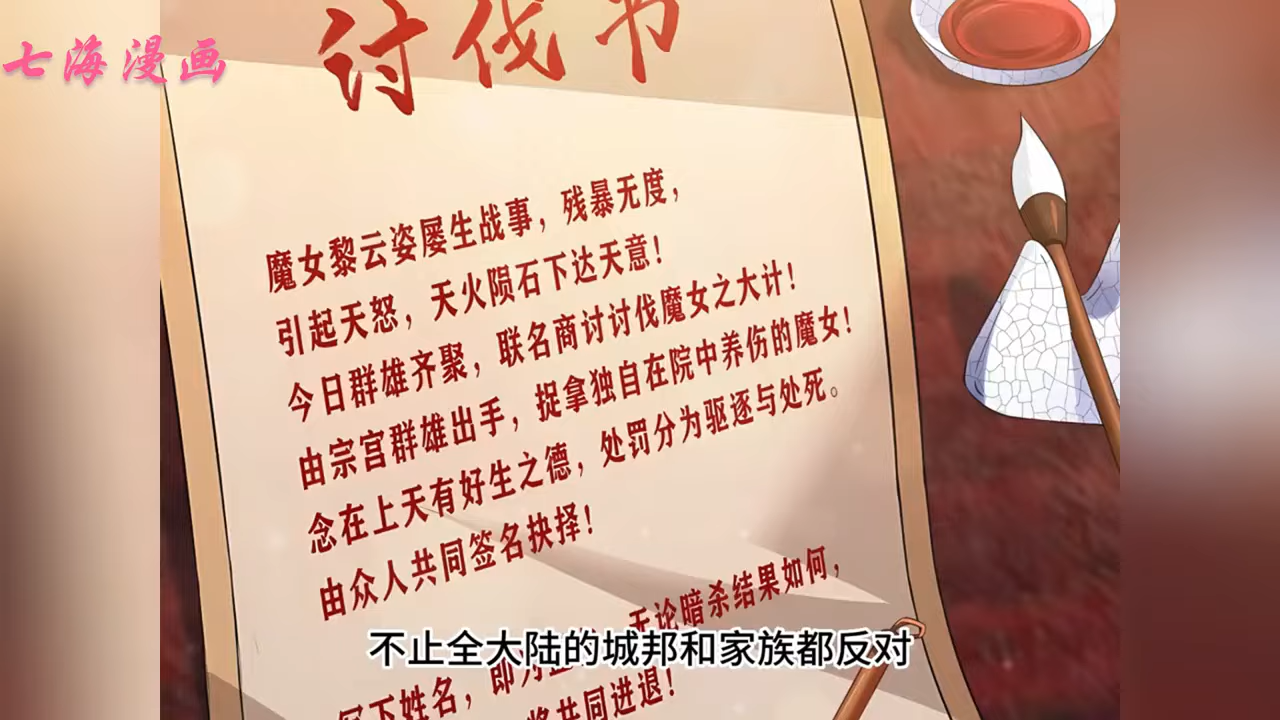 七海漫画
讨伐书
魔女黎云姿屡生战事，残暴无度，
引起天怒，天火陨石下达天意！
今日群雄齐聚，联名商讨讨伐魔女之大计！
由宗宫群雄出手，捉拿独自在院中养伤的魔女！
念在上天有好生之德，处罚分为驱逐与处死。
由众人共同签名抉择！
无论暗杀结果如何，
下姓名，即为
共同进退！
不止全大陆的城邦和家族都反对